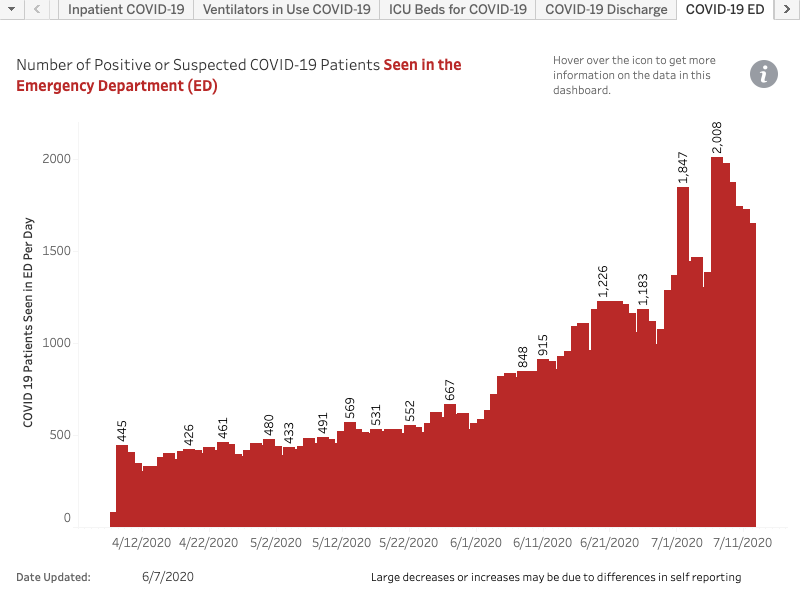 Inpatient COVID-19 Ventilators in Use COVID-19 ICU Beds for COVID-19 COVID-19 Discharge COVID-19 ED
Number of Positive or Suspected COVID-19 Patients Seen in the
Emergency Department (ED)
Hover over the icon to get more
information on the data in this
dashboard.
i
COVID 19 Patients Seen in ED Per Day
2000
1500
1000
500
0
445
426
461
480
433
491
569
531
552
667
848
915
1,226
1,183
1,847
2,008
4/12/2020 4/22/2020 5/2/2020 5/12/2020 5/22/2020 6/1/2020 6/11/2020 6/21/2020 7/1/2020 7/11/2020
Date Updated: 6/7/2020
Large decreases or increases may be due to differences in self reporting